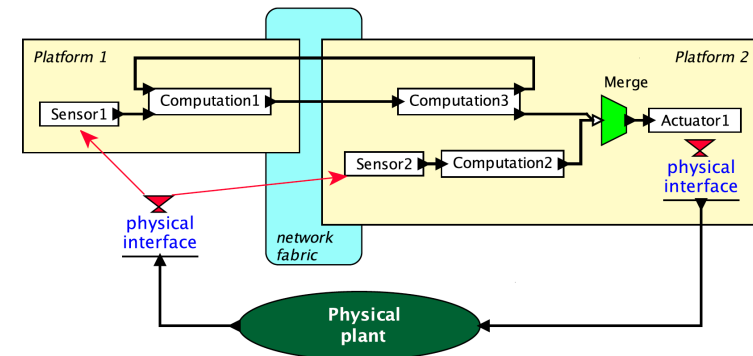 Platform 1
Platform 2
Merge
Computation1
Computation3
Sensor1
Actuator1
Sensor2
Computation2
physical
interface
physical
interface
network
fabric
Physical
plant